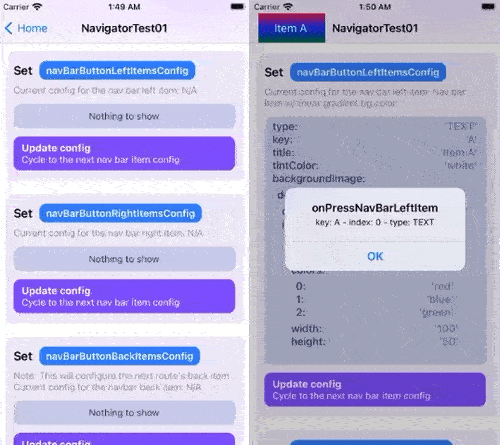 Carrier
1:49 AM
Home
NavigatorTest01
Set navBarButtonLeftItemsConfig
Current config for the nav bar left item: N/A
Nothing to show
Update config
Cycle to the next nav bar item config
Set navBarButtonRightItemsConfig
Current config for the nav bar right item: N/A
Nothing to show
Update config
Cycle to the next nav bar item config
Set navBarButtonBackItemsConfig
Note: This will configure the next route's back item
Current config for the navbar back item: N/A
Nothing to show
Update config
Carrier
1:50 AM
Item A
NavigatorTest01
Set navBarButtonLeftItemsConfig
Current config for the nav bar left item: Nav bar
item w/ linear gradient bg color
type: 'TEXT'
key: 'A'
title: 'Item A'
tintColor: 'white'
backgroundImage:
onPressNavBarLeftItem
key: A - index: 0 - type: TEXT
OK
colors:
0: 'red'
1: 'blue'
2: 'green'
width: '100'
height: '50'
Update config
Cycle to the next nav bar item config